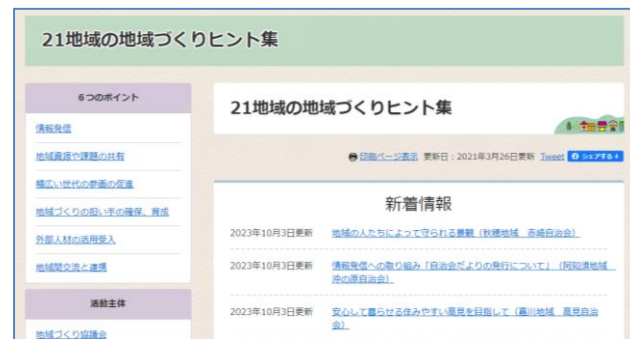 21地域の地域づくりヒント集
6つのポイント
情報発信
地域資源や課題の共有
幅広い世代の参画の促進
地域づくりの担い手の確保、育成
外部人材の活用受入
地域間交流と連携
活動主体
地域づくり協議会
21地域の地域づくりヒント集
印刷ページ表示 更新日：2021年3月26日更新 Tweet シェアする 4
新着情報
2023年10月3日更新 地域の人たちによって守られる景観（秋穂地域 赤崎自治会）
2023年10月3日更新 情報発信への取り組み「自治会だよりの発行について」（阿知須地域
沖の原自治会）
2023年10月3日更新 安心して暮らせる住みやすい高見を目指して（嘉川地域 高見自治
会）